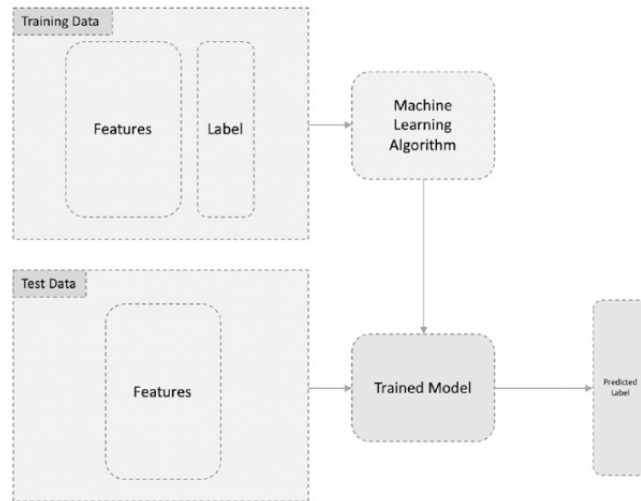 Training Data
Features
Label
Machine
Learning
Algorithm
Test Data
Features
Trained Model
Predicted
Label